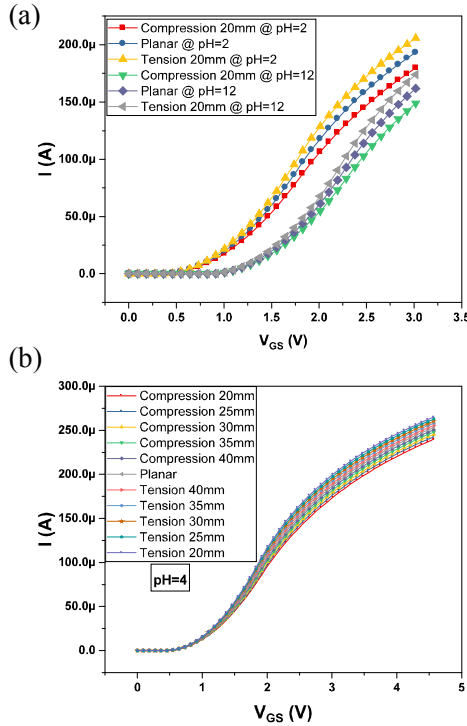 (a)
Compression 20mm @ pH=2
Planar @ pH=2
Tension 20mm @ pH=2
Compression 20mm @ pH=12
Planar @ pH=12
Tension 20mm @ pH=12
200.0µ
150.0µ
100.0µ
50.0µ
0.0
I (A)
0.0 0.5 1.0 1.5 2.0 2.5 3.0 3.5
VGS (V)
(b)
300.0µ
250.0µ
200.0µ
150.0µ
100.0µ
50.0µ
0.0
I (A)
Compression 20mm
Compression 25mm
Compression 30mm
Compression 35mm
Compression 40mm
Planar
Tension 40mm
Tension 35mm
Tension 30mm
Tension 25mm
Tension 20mm
pH=4
0 1 2 3 4 5
VGS (V)